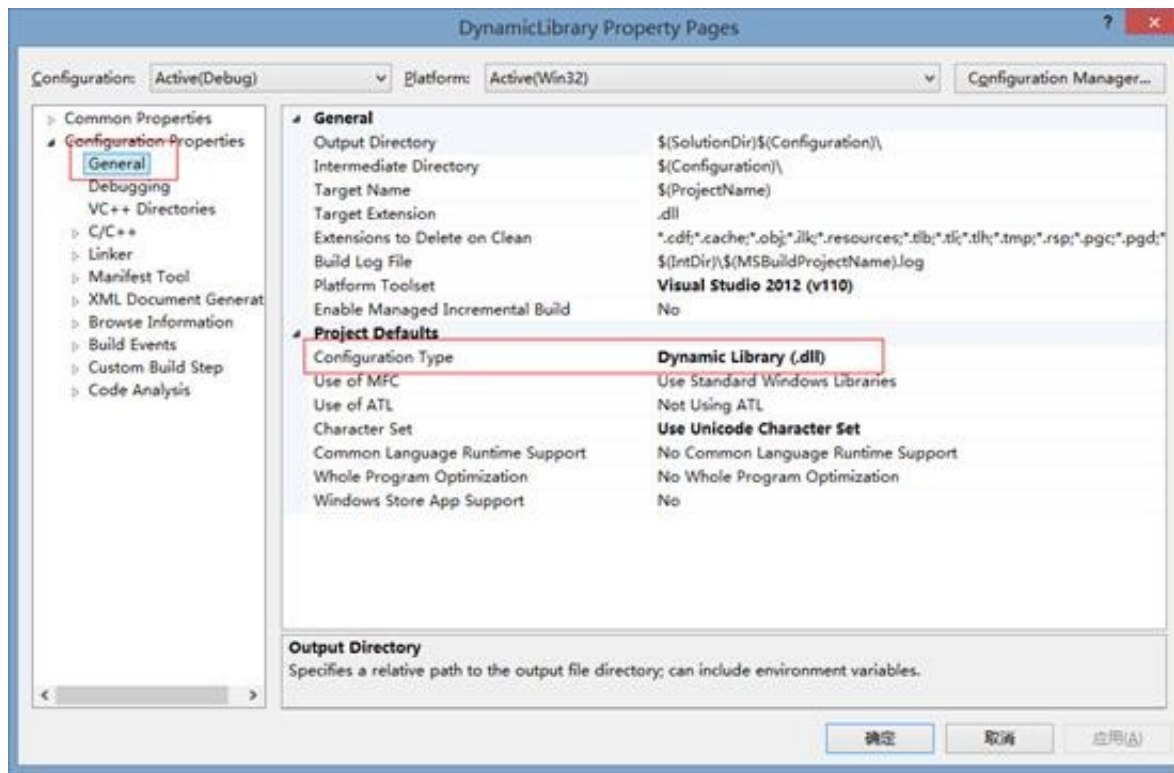 DynamicLibrary Property Pages
?
Configuration: Active(Debug) Platform: Active(Win32) Configuration Manager...
Common Properties
Configuration Properties
General
Debugging
VC++ Directories
C/C++
Linker
Manifest Tool
XML Document Generat
Browse Information
Build Events
Custom Build Step
Code Analysis
General
Output Directory $(SolutionDir)$(Configuration)\
Intermediate Directory $(Configuration)\
Target Name $(ProjectName)
Target Extension .dll
Extensions to Delete on Clean *.cdf;*.cache;*.obj;*.ilk;*.resources;*.tlb;*.tli;*.tlh;*.tmp;*.rsp;*.pgc;*.pgd;*
Build Log File $(IntDir)\$(MSBuildProjectName).log
Platform Toolset Visual Studio 2012 (v110)
Enable Managed Incremental Build No
Project Defaults
Configuration Type Dynamic Library (.dll)
Use of MFC Use Standard Windows Libraries
Use of ATL Not Using ATL
Character Set Use Unicode Character Set
Common Language Runtime Support No Common Language Runtime Support
Whole Program Optimization No Whole Program Optimization
Windows Store App Support No
Output Directory
Specifies a relative path to the output file directory; can include environment variables.
确定 取消 应用(A)